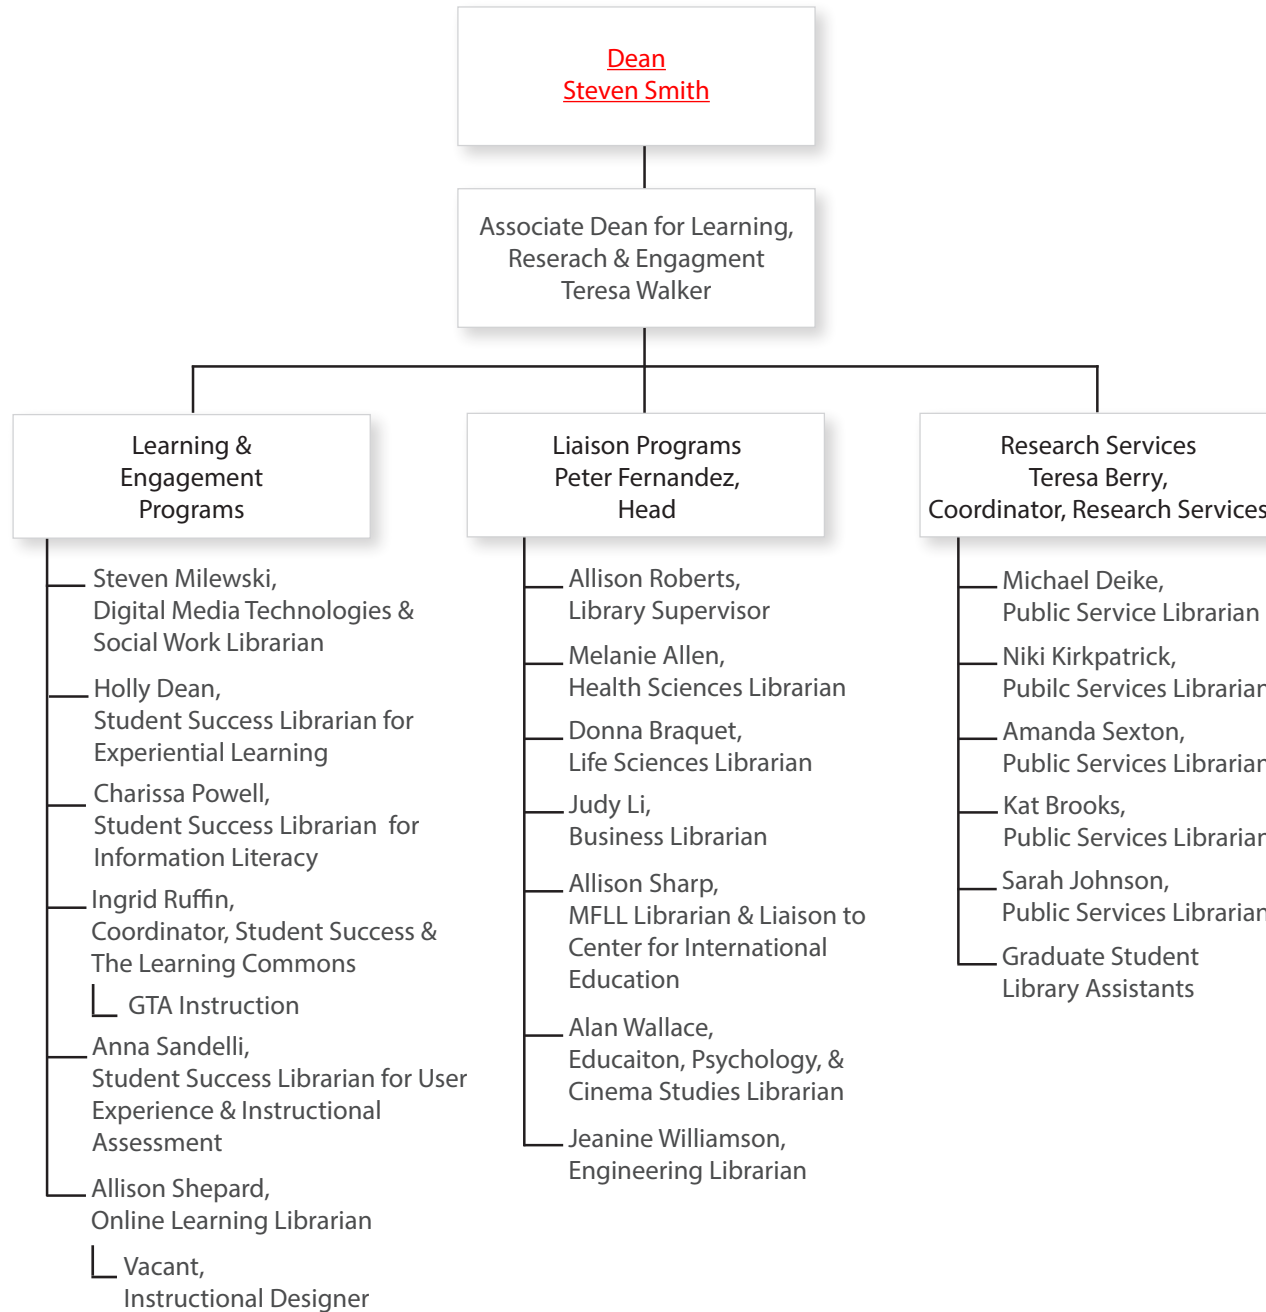 Dean
Steven Smith
Associate Dean for Learning,
Reserach & Engagment
Teresa Walker
Learning &
Engagement
Programs
Steven Milewski,
Digital Media Technologies &
Social Work Librarian
Holly Dean,
Student Success Librarian for
Experiential Learning
Charissa Powell,
Student Success Librarian  for
Information Literacy
Ingrid Ruffin,
Coordinator, Student Success &
The Learning Commons
GTA Instruction
Anna Sandelli,
Student Success Librarian for User
Experience & Instructional
Assessment
Allison Shepard,
Online Learning Librarian
Vacant,
Instructional Designer
Liaison Programs
Peter Fernandez,
Head
Allison Roberts,
Library Supervisor
Melanie Allen,
Health Sciences Librarian
Donna Braquet,
Life Sciences Librarian
Judy Li,
Business Librarian
Allison Sharp,
MFLL Librarian & Liaison to
Center for International
Education
Alan Wallace,
Educaiton, Psychology, &
Cinema Studies Librarian
Jeanine Williamson,
Engineering Librarian
Research Services
Teresa Berry,
Coordinator, Research Services
Michael Deike,
Public Service Librarian
Niki Kirkpatrick,
Pubilc Services Librarian
Amanda Sexton,
Public Services Librarian
Kat Brooks,
Public Services Librarian
Sarah Johnson,
Public Services Librarian
Graduate Student
Library Assistants